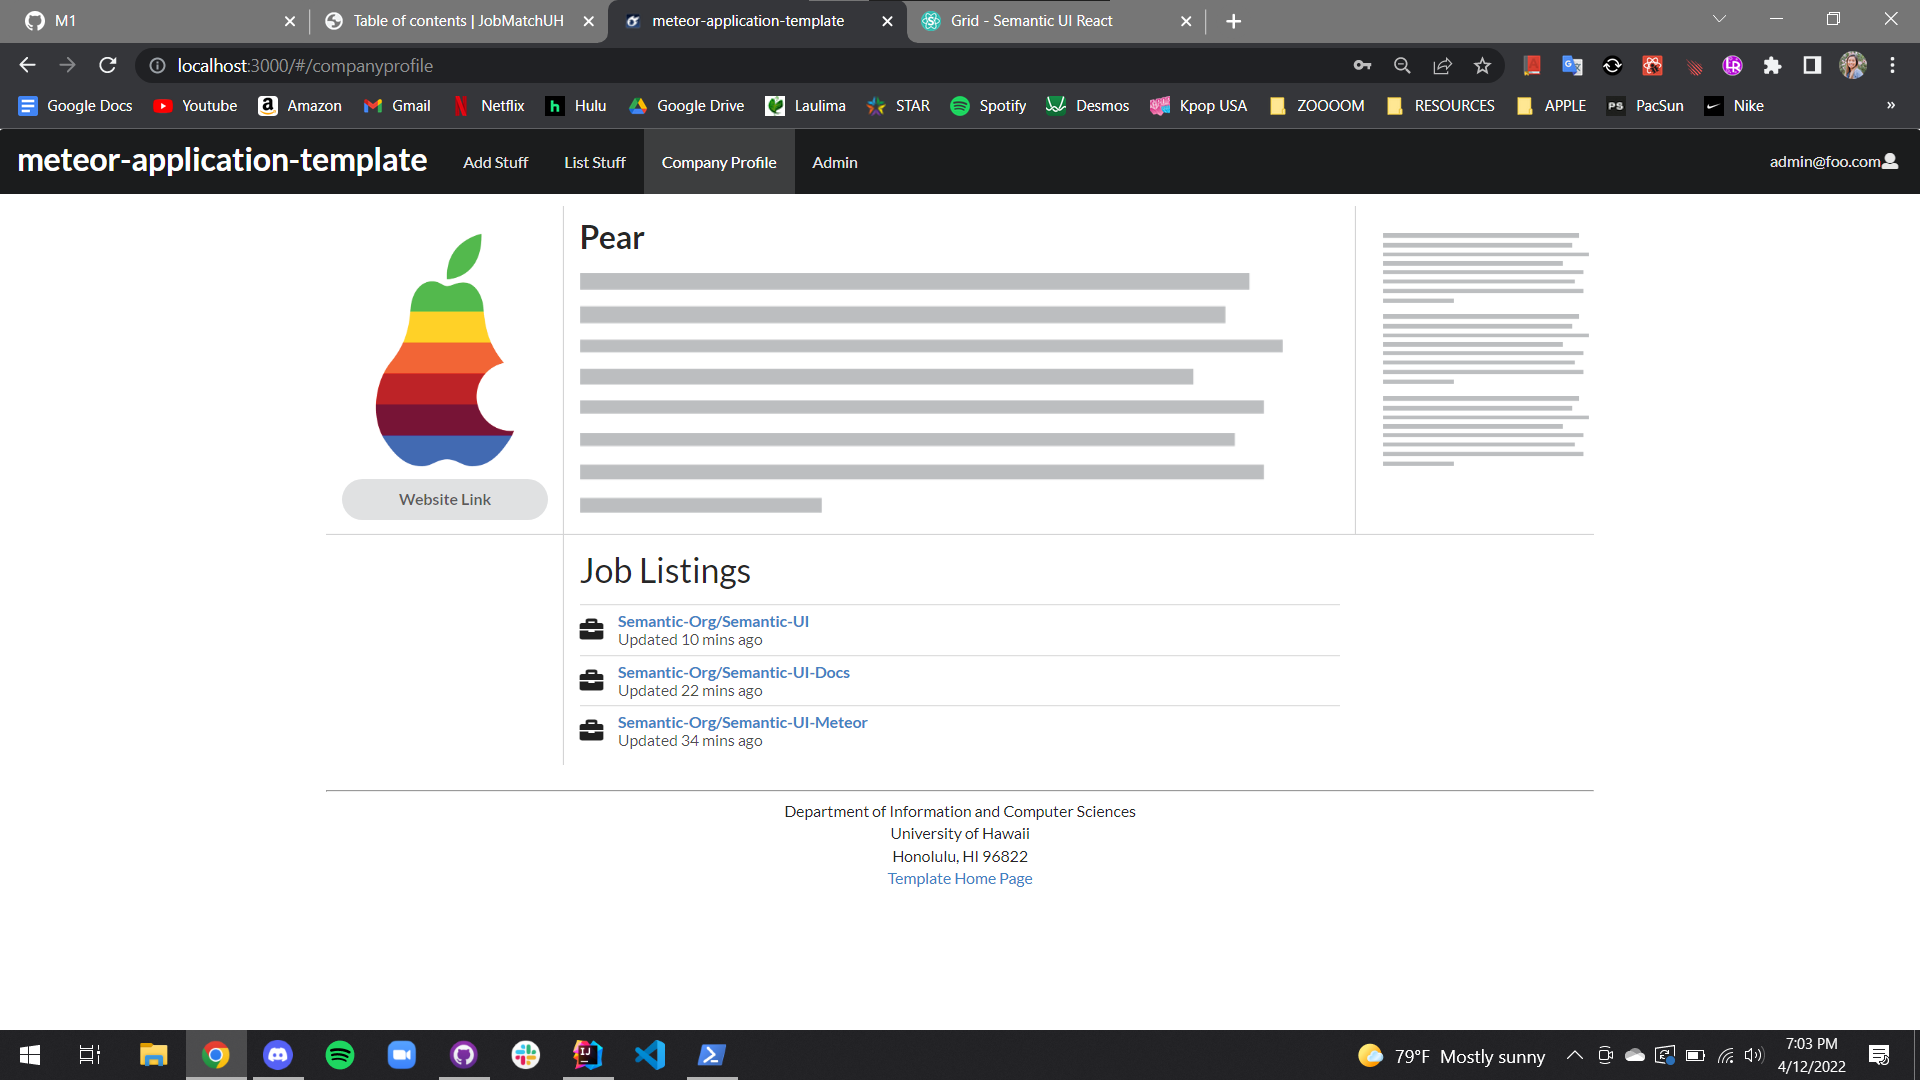 M1
Table of contents | JobMatchUH
meteor-application-template
Grid - Semantic UI React
localhost:3000/#/companyprofile
Google Docs
Youtube
Amazon
Gmail
Netflix
Hulu
Google Drive
Laulima
STAR
Spotify
Desmos
Kpop USA
ZOOOOM
RESOURCES
APPLE
PacSun
Nike
meteor-application-template
Add Stuff
List Stuff
Company Profile
Admin
admin@foo.com
Pear
Website Link
Job Listings
Semantic-Org/Semantic-UI
Updated 10 mins ago
Semantic-Org/Semantic-UI-Docs
Updated 22 mins ago
Semantic-Org/Semantic-UI-Meteor
Updated 34 mins ago
Department of Information and Computer Sciences
University of Hawaii
Honolulu, HI 96822
Template Home Page
79°F Mostly sunny
7:03 PM
4/12/2022